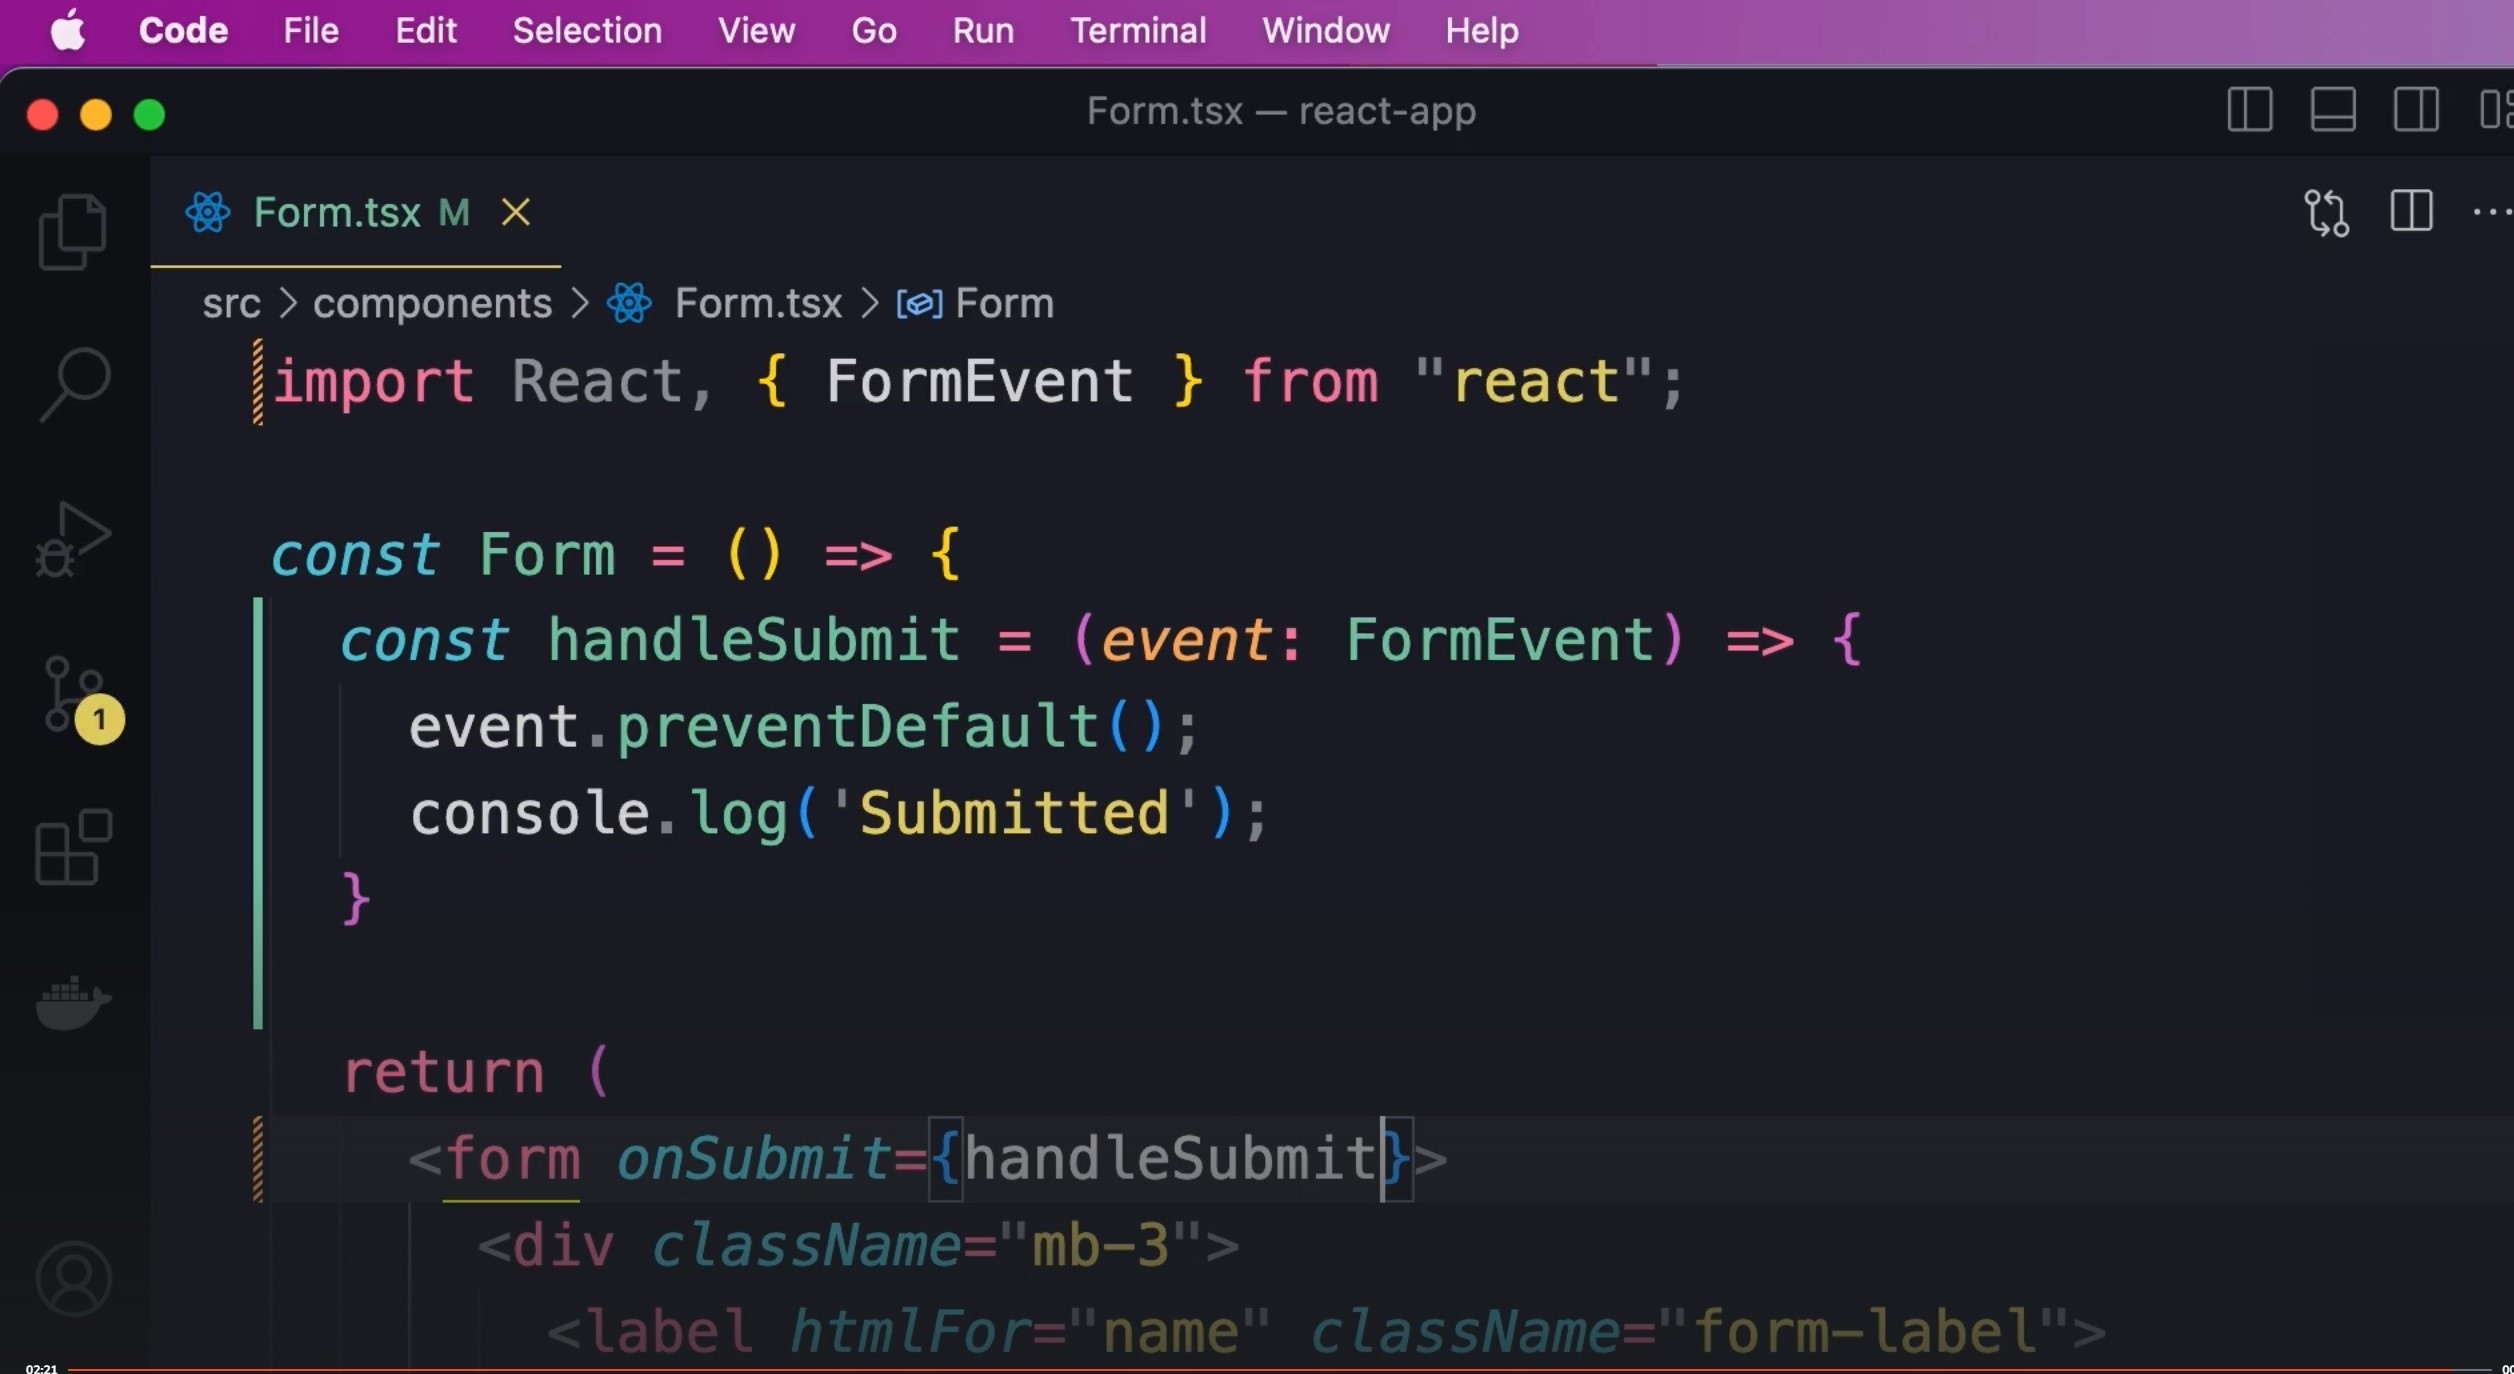 Code File Edit Selection View Go Run Terminal Window Help
Form.tsx — react-app
Form.tsx M
src > components > Form.tsx > Form
import React, { FormEvent } from "react";
const Form = () => {
const handleSubmit = (event: FormEvent) => {
event.preventDefault();
console.log('Submitted');
}
1
return (
<form onSubmit={handleSubmit}>
<div className="mb-3">
<label htmlFor="name" className="form-label">
02:21